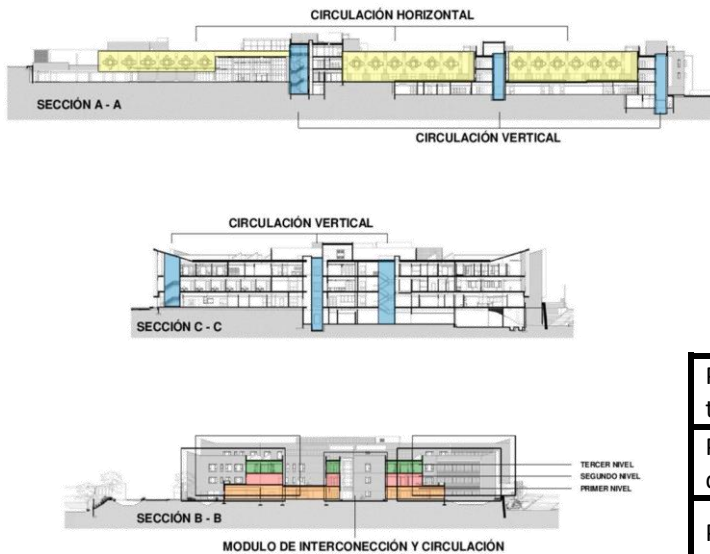 CIRCULACIÓN HORIZONTAL
SECCIÓN A - A
CIRCULACIÓN VERTICAL
CIRCULACIÓN VERTICAL
SECCIÓN C - C
TERCER NIVEL
SEGUNDO NIVEL
PRIMER NIVEL
SECCIÓN B - B
MODULO DE INTERCONECCIÓN Y CIRCULACIÓN